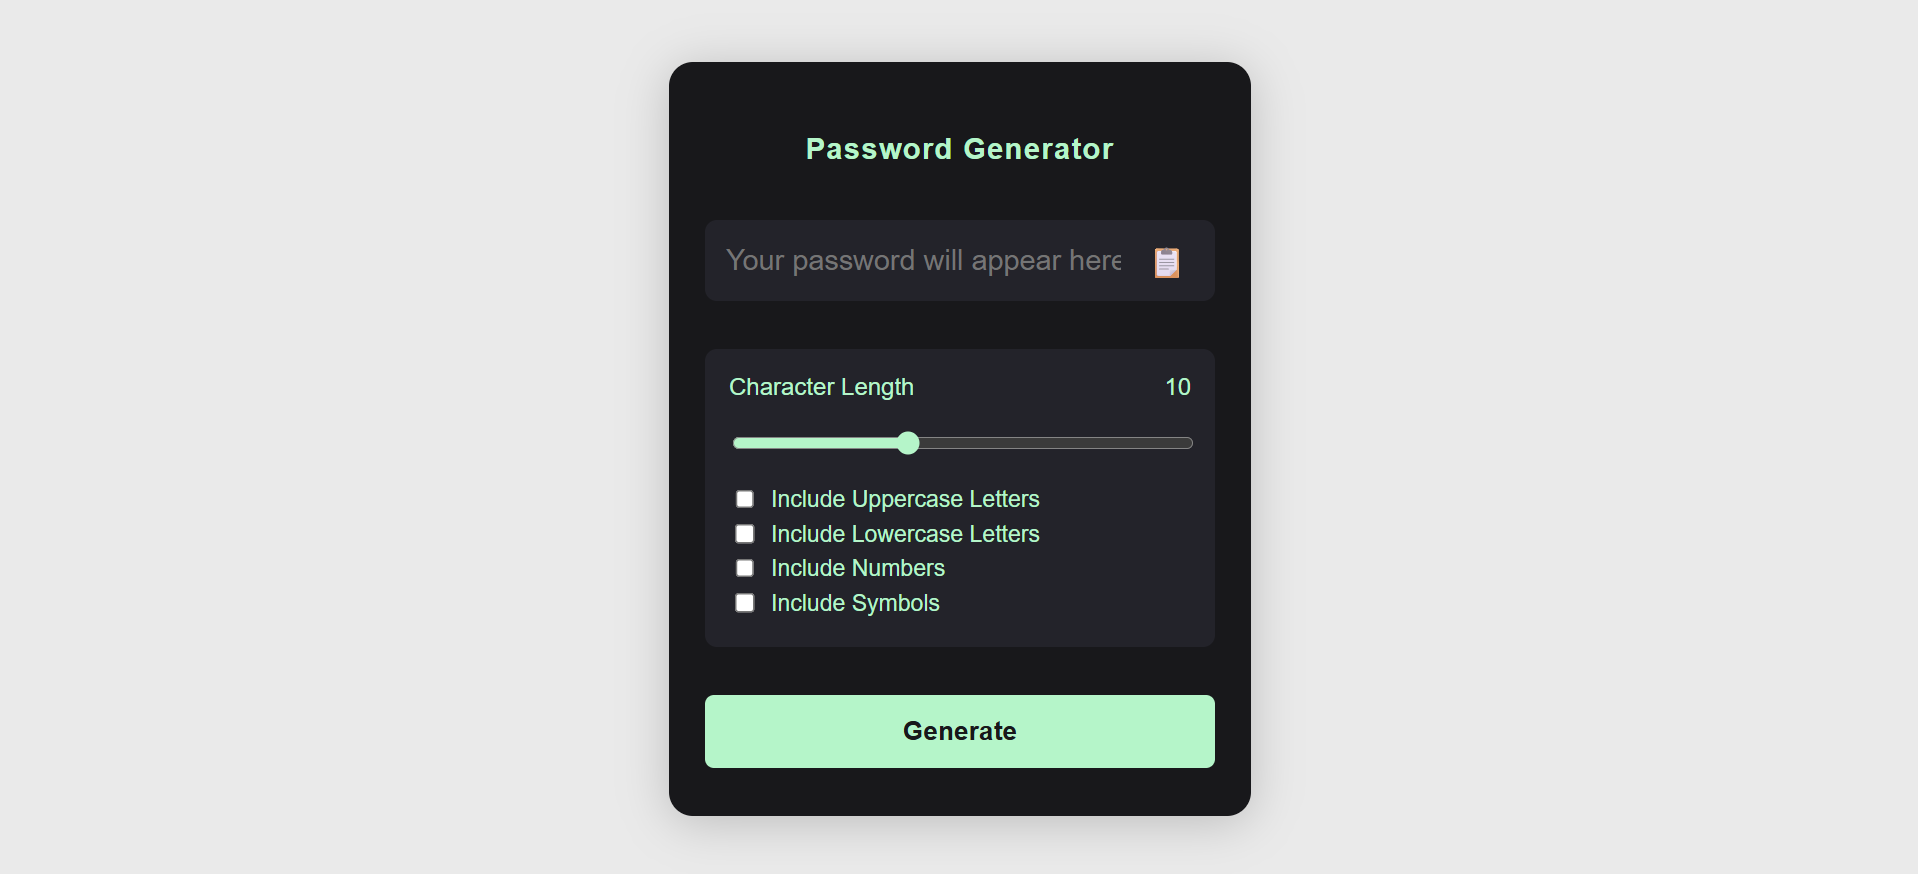 Password Generator
Your password will appear here
Character Length 10
Include Uppercase Letters
Include Lowercase Letters
Include Numbers
Include Symbols
Generate